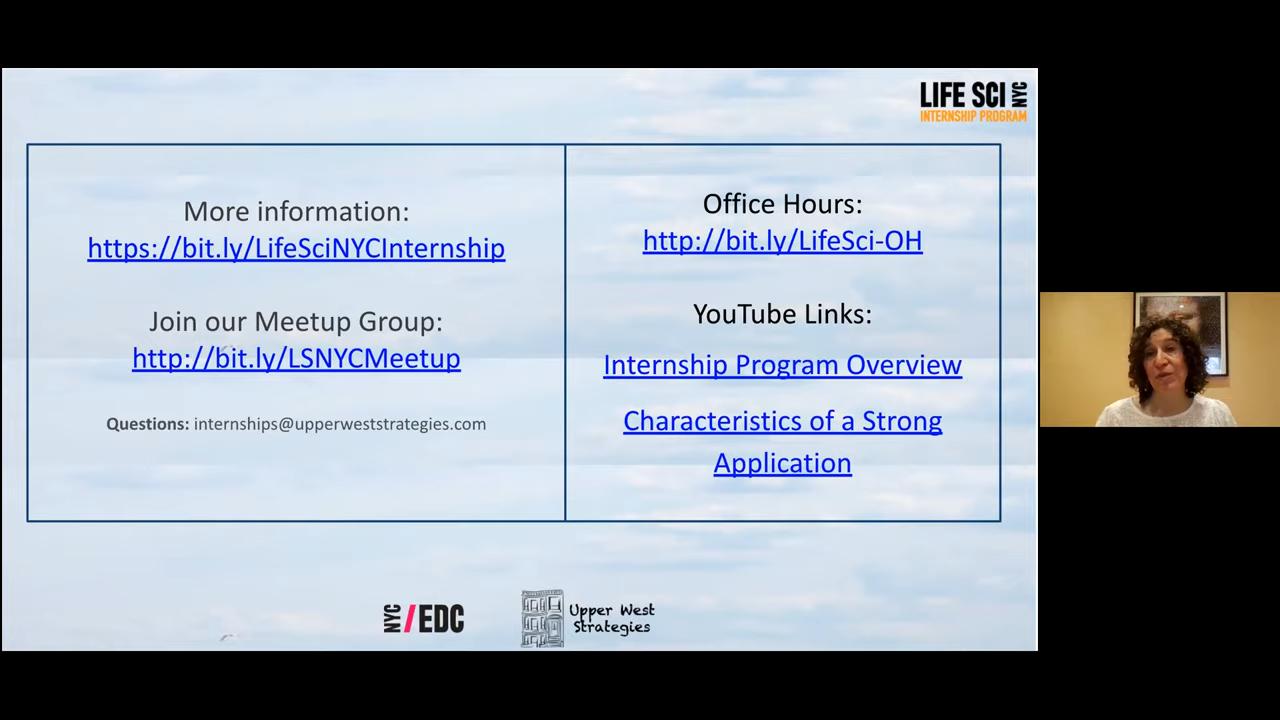 LIFE SCI NYC
INTERNSHIP PROGRAM
More information:
https://bit.ly/LifeSciNYCInternship
Join our Meetup Group:
http://bit.ly/LSNYCMeetup
Questions: internships@upperweststrategies.com
Office Hours:
http://bit.ly/LifeSci-OH
YouTube Links:
Internship Program Overview
Characteristics of a Strong
Application
NYC/EDC
Upper West
Strategies